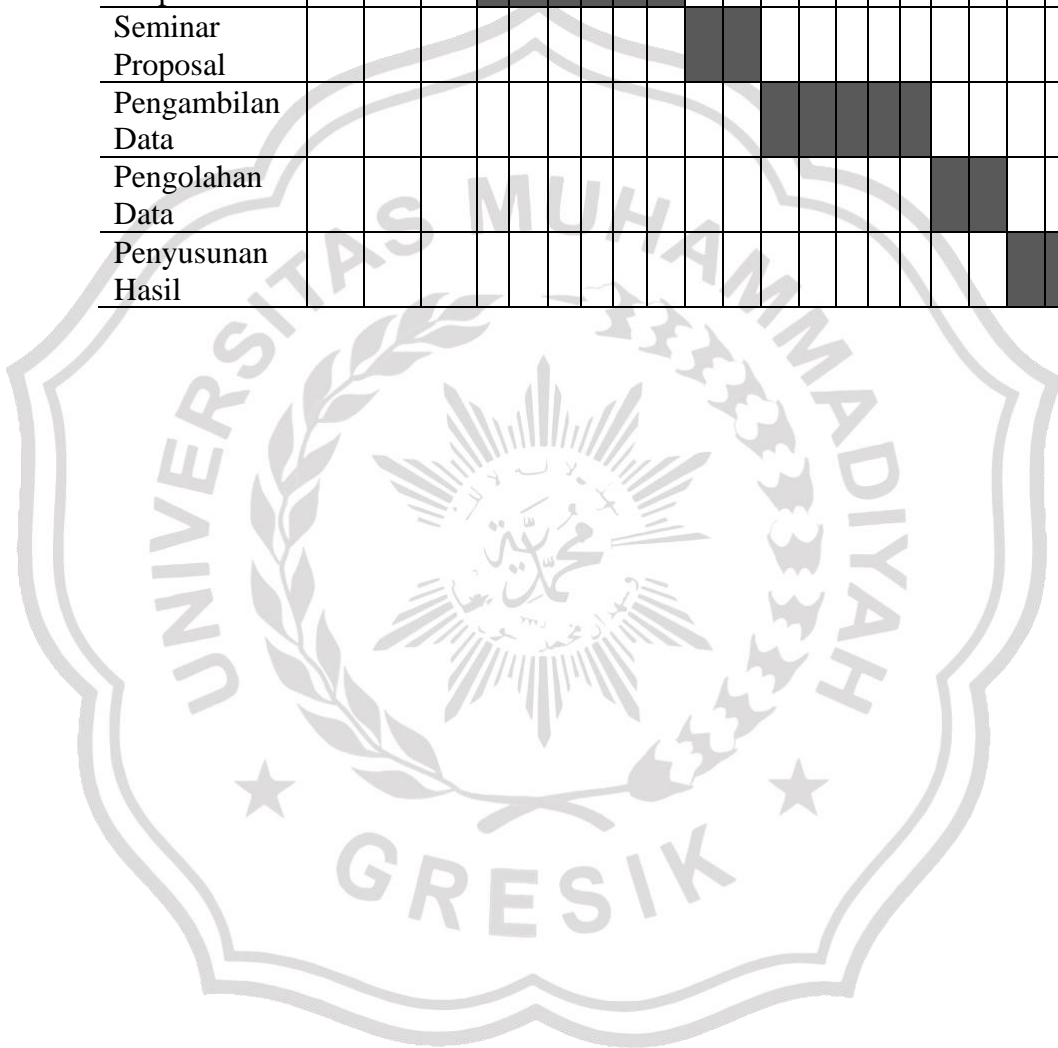 Seminar
Proposal
Pengambilan
Data
Pengolahan
Data
Penyusunan
Hasil
UNIVERSITAS MUHAMMADIYAH
GRESIK